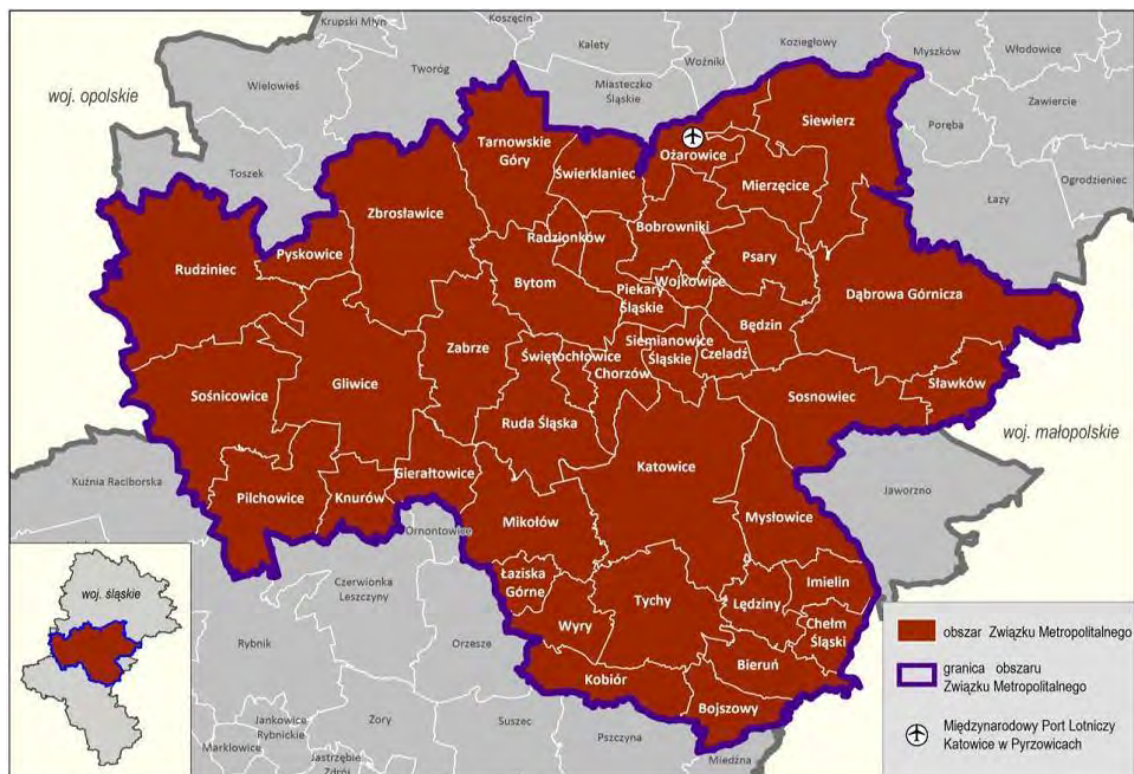 Krupski Młyn
Koszęcin
Kalety
Woźniki
Koziegłowy
Myszków
Włodowice
woj. opolskie
Wielowieś
Tworóg
Miasteczko
Śląskie
Zawiercie
Poręba
Siewierz
Tarnowskie
Góry
Świerklaniec
Ożarowice
Mierzęcice
Toszek
Ogrodzieniec
Łazy
Zbrosławice
Radzionków
Bobrowniki
Psary
Rudziniec
Pyskowice
Bytom
Piekary
Śląskie
Wojkowice
Dąbrowa Górnicza
Będzin
Zabrze
Świętochłowice
Chorzów
Siemianowice
Śląskie
Czeladź
Sośnicowice
Gliwice
Sosnowiec
Sławków
Ruda Śląska
woj. małopolskie
Katowice
Gierałtowice
Kuźnia Raciborska
Pilchowice
Knurów
Jaworzno
Mikołów
Mysłowice
Ornontowice
Łaziska
Górne
Imielin
woj. śląskie
Czerwionka
Leszczyny
Tychy
Lędziny
Wyry
Chełm
Śląski
Rybnik
Orzesze
Bieruń
Kobiór
Bojszowy
Jankowice
Rybnickie
Żory
Suszec
Pszczyna
Marklowice
Jastrzębie
Zdrój
Miedźna
obszar Związku Metropolitalnego
granica obszaru
Związku Metropolitalnego
Międzynarodowy Port Lotniczy
Katowice w Pyrzowicach